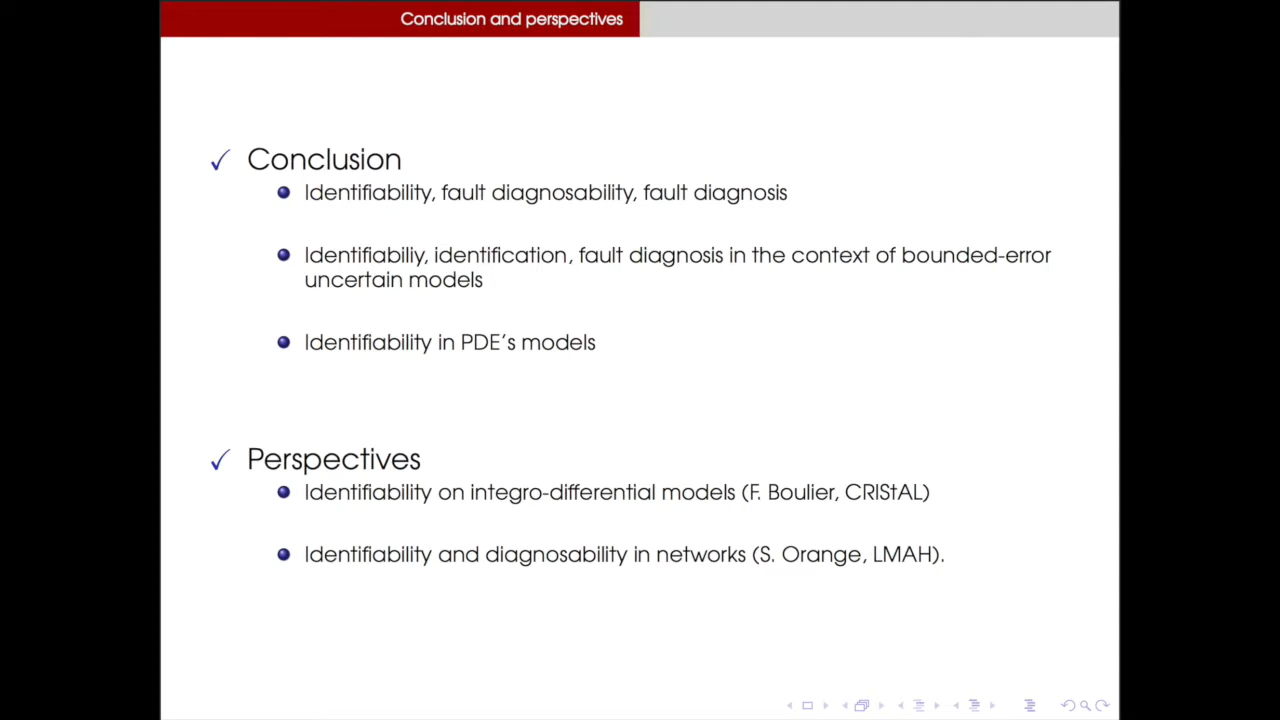 Conclusion and perspectives
Conclusion
Identifiability, fault diagnosability, fault diagnosis
Identifiabiliy, identification, fault diagnosis in the context of bounded-error
uncertain models
Identifiability in PDE's models
Perspectives
Identifiability on integro-differential models (F. Boulier, CRIStAL)
Identifiability and diagnosability in networks (S. Orange, LMAH).